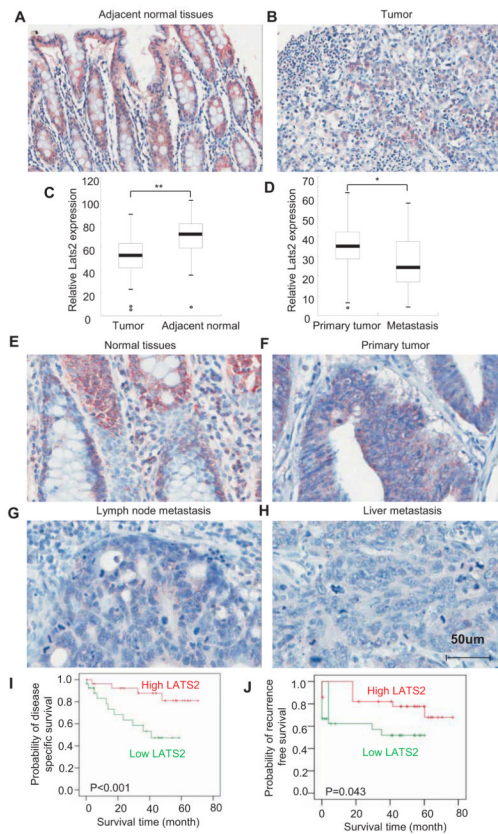 A
Adjacent normal tissues
B
Tumor
C
Relative Lats2 expression
120
100
80
60
40
20
0
**
Tumor
Adjacent normal
D
Relative Lats2 expression
70
60
50
40
30
20
10
0
*
Primary tumor
Metastasis
E
Normal tissues
F
Primary tumor
G
Lymph node metastasis
H
Liver metastasis
50um
I
Probability of disease
specific survival
1.0
0.8
0.6
0.4
0.2
0.0
High LATS2
Low LATS2
P<0.001
0
20
40
60
80
Survival time (month)
J
Probability of recurrence
free survival
1.0
0.8
0.6
0.4
0.2
0.0
High LATS2
Low LATS2
P=0.043
0
20
40
60
80
Survival time (month)